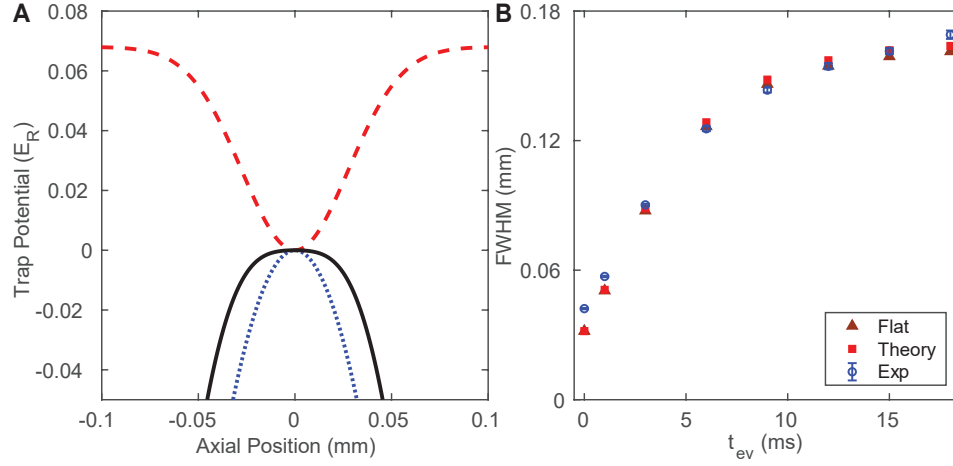 A
0.08
0.06
0.04
0.02
0
-0.02
-0.04
Trap Potential (E_R)
-0.1
-0.05
0
0.05
0.1
Axial Position (mm)
B
0.18
0.12
0.06
0
FWHM (mm)
Flat
Theory
Exp
0
5
10
15
t_ev (ms)